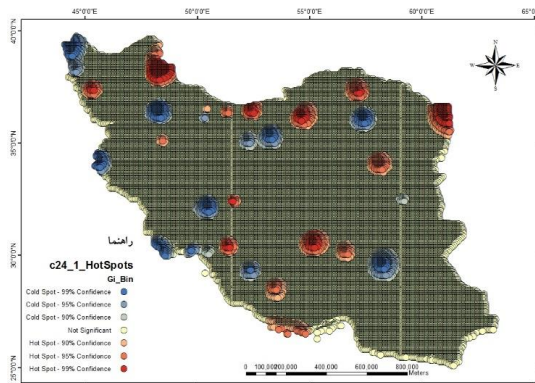 45°0'0"E 50°0'0"E 55°0'0"E 60°0'0"E 65°0
40°0'0"N
35°0'0"N
30°0'0"N
25°0'0"N
N
W E
S
راهنما
c24_1_HotSpots
Gi_Bin
Cold Spot - 99% Confidence
Cold Spot - 95% Confidence
Cold Spot - 90% Confidence
Not Significant
Hot Spot - 90% Confidence
Hot Spot - 95% Confidence
Hot Spot - 99% Confidence
0 100,000200,000 400,000 600,000 800,000
Meters